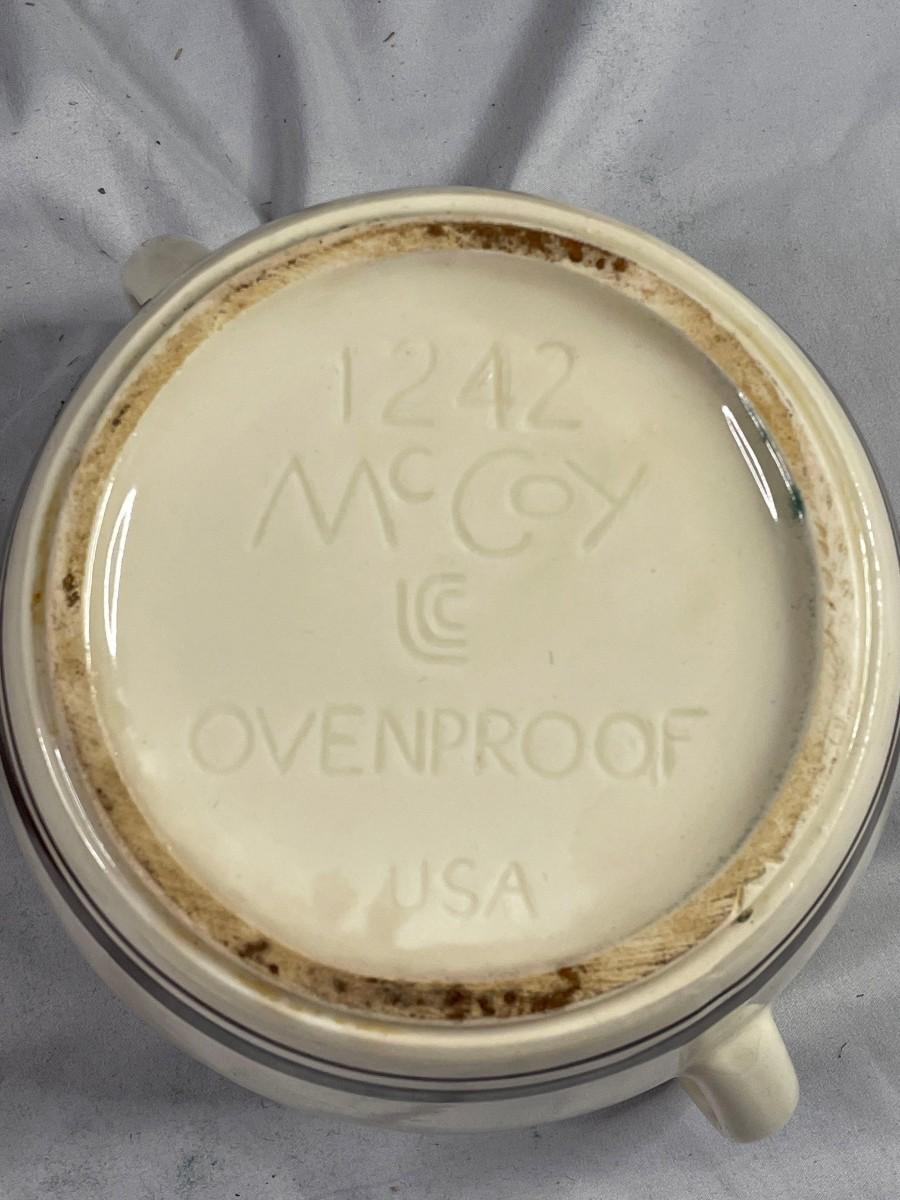 1242
McCoy
LCC
OVENPROOF
USA